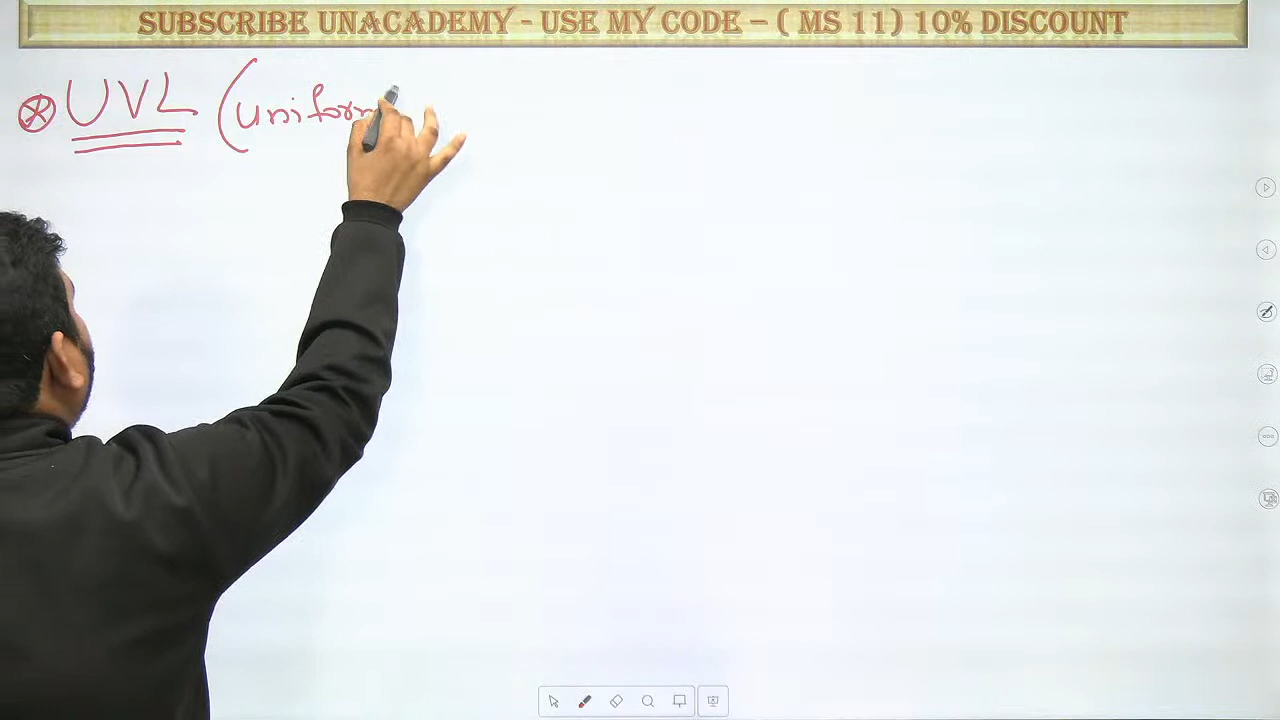 SUBSCRIBE UNACADEMY - USE MY CODE – ( MS 11) 10% DISCOUNT
UVL (uniform